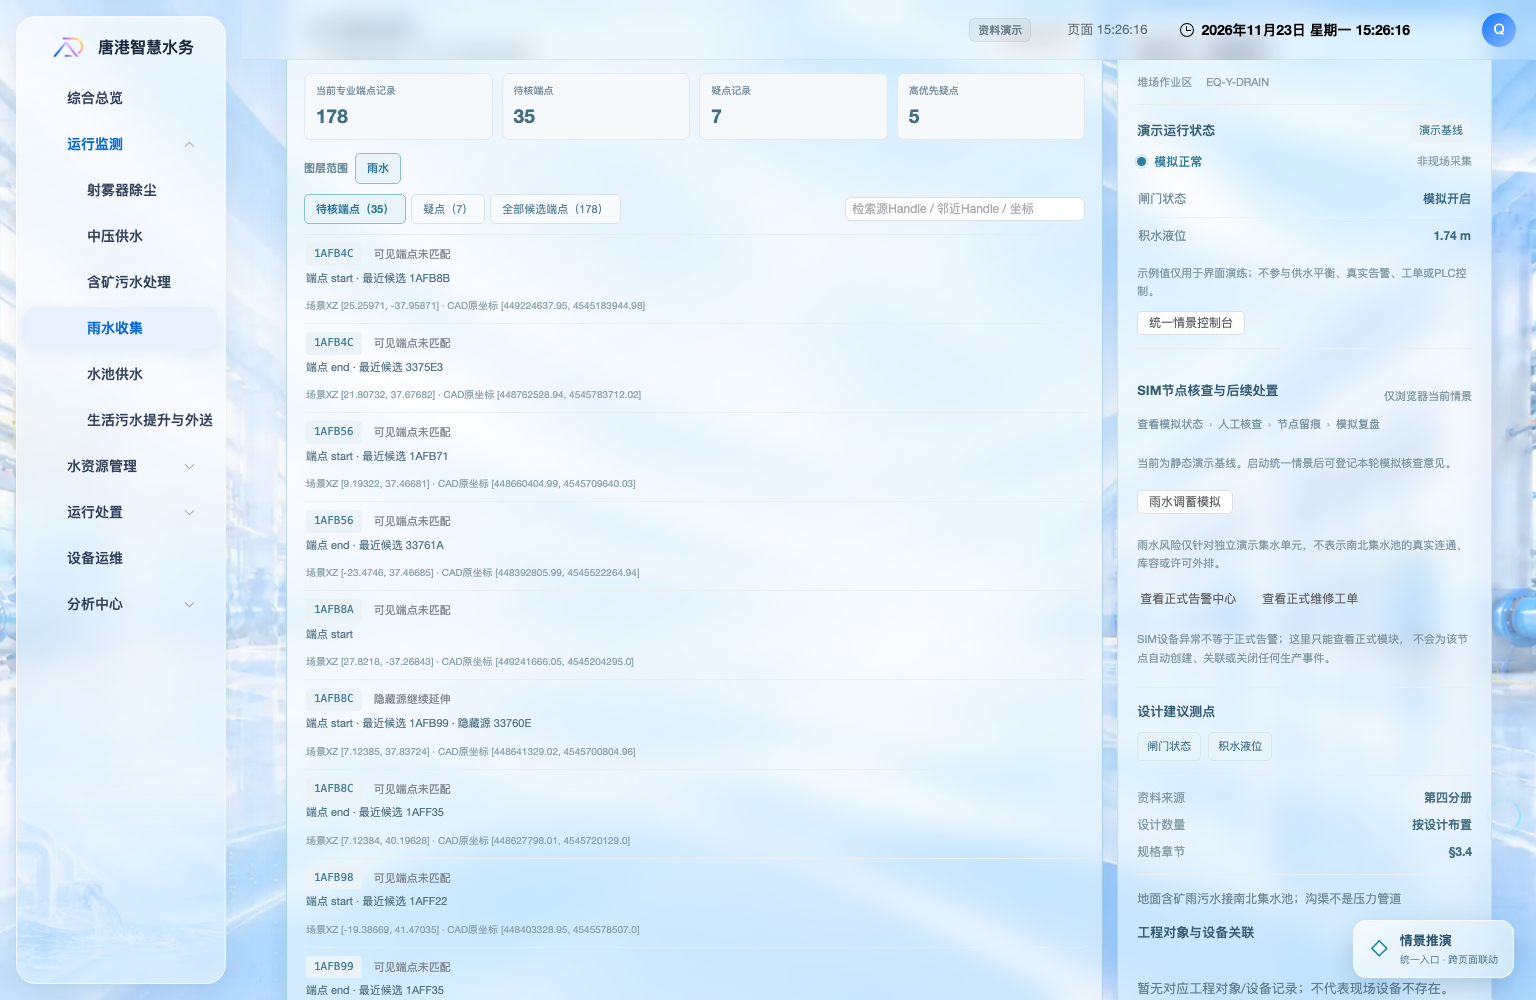 唐港智慧水务
综合总览
运行监测
射雾器除尘
中压供水
含矿污水处理
雨水收集
水池供水
生活污水提升与外送
水资源管理
运行处置
设备运维
分析中心
资料演示
页面 15:26:16
2026年11月23日 星期一 15:26:16
Q
当前专业端点记录
178
待核端点
35
疑点记录
7
高优先疑点
5
图层范围
雨水
待核端点（35）
疑点（7）
全部候选端点（178）
检索源Handle / 邻近Handle / 坐标
1AFB4C 可见端点未匹配
端点 start · 最近候选 1AFB8B
场景XZ [25.25971, -37.95871] · CAD原坐标 [449224637.95, 4545183944.98]
1AFB4C 可见端点未匹配
端点 end · 最近候选 3375E3
场景XZ [21.80732, 37.67682] · CAD原坐标 [448762528.94, 4545783712.02]
1AFB56 可见端点未匹配
端点 start · 最近候选 1AFB71
场景XZ [9.19322, 37.46681] · CAD原坐标 [448660404.99, 4545709640.03]
1AFB56 可见端点未匹配
端点 end · 最近候选 33761A
场景XZ [-23.4746, 37.46685] · CAD原坐标 [448392805.99, 4545522264.94]
1AFB8A 可见端点未匹配
端点 start
场景XZ [27.8218, -37.26843] · CAD原坐标 [449241666.05, 4545204295.0]
1AFB8C 隐藏源继续延伸
端点 start · 最近候选 1AFB99 · 隐藏源 33760E
场景XZ [7.12385, 37.83724] · CAD原坐标 [448641329.02, 4545700804.96]
1AFB8C 可见端点未匹配
端点 end · 最近候选 1AFF35
场景XZ [7.12384, 40.19628] · CAD原坐标 [448627798.01, 4545720129.0]
1AFB98 可见端点未匹配
端点 start · 最近候选 1AFF22
场景XZ [-19.38669, 41.47035] · CAD原坐标 [448403328.95, 4545578507.0]
1AFB99 可见端点未匹配
端点 end · 最近候选 1AFF35
堆场作业区 EQ-Y-DRAIN
演示运行状态
演示基线
模拟正常
非现场采集
闸门状态
模拟开启
积水液位
1.74 m
示例值仅用于界面演练；不参与供水平衡、真实告警、工单或PLC控
制。
统一情景控制台
SIM节点核查与后续处置
仅浏览器当前情景
查看模拟状态 › 人工核查 › 节点留痕 › 模拟复盘
当前为静态演示基线。启动统一情景后可登记本轮模拟核查意见。
雨水调蓄模拟
雨水风险仅针对独立演示集水单元，不表示南北集水池的真实连通、
库容或许可外排。
查看正式告警中心 查看正式维修工单
SIM设备异常不等于正式告警；这里只能查看正式模块， 不会为该节
点自动创建、关联或关闭任何生产事件。
设计建议测点
闸门状态
积水液位
资料来源
第四分册
设计数量
按设计布置
规格章节
§3.4
地面含矿雨污水接南北集水池；沟渠不是压力管道
工程对象与设备关联
暂无对应工程对象/设备记录；不代表现场设备不存在。
情景推演
统一入口 · 跨页面联动